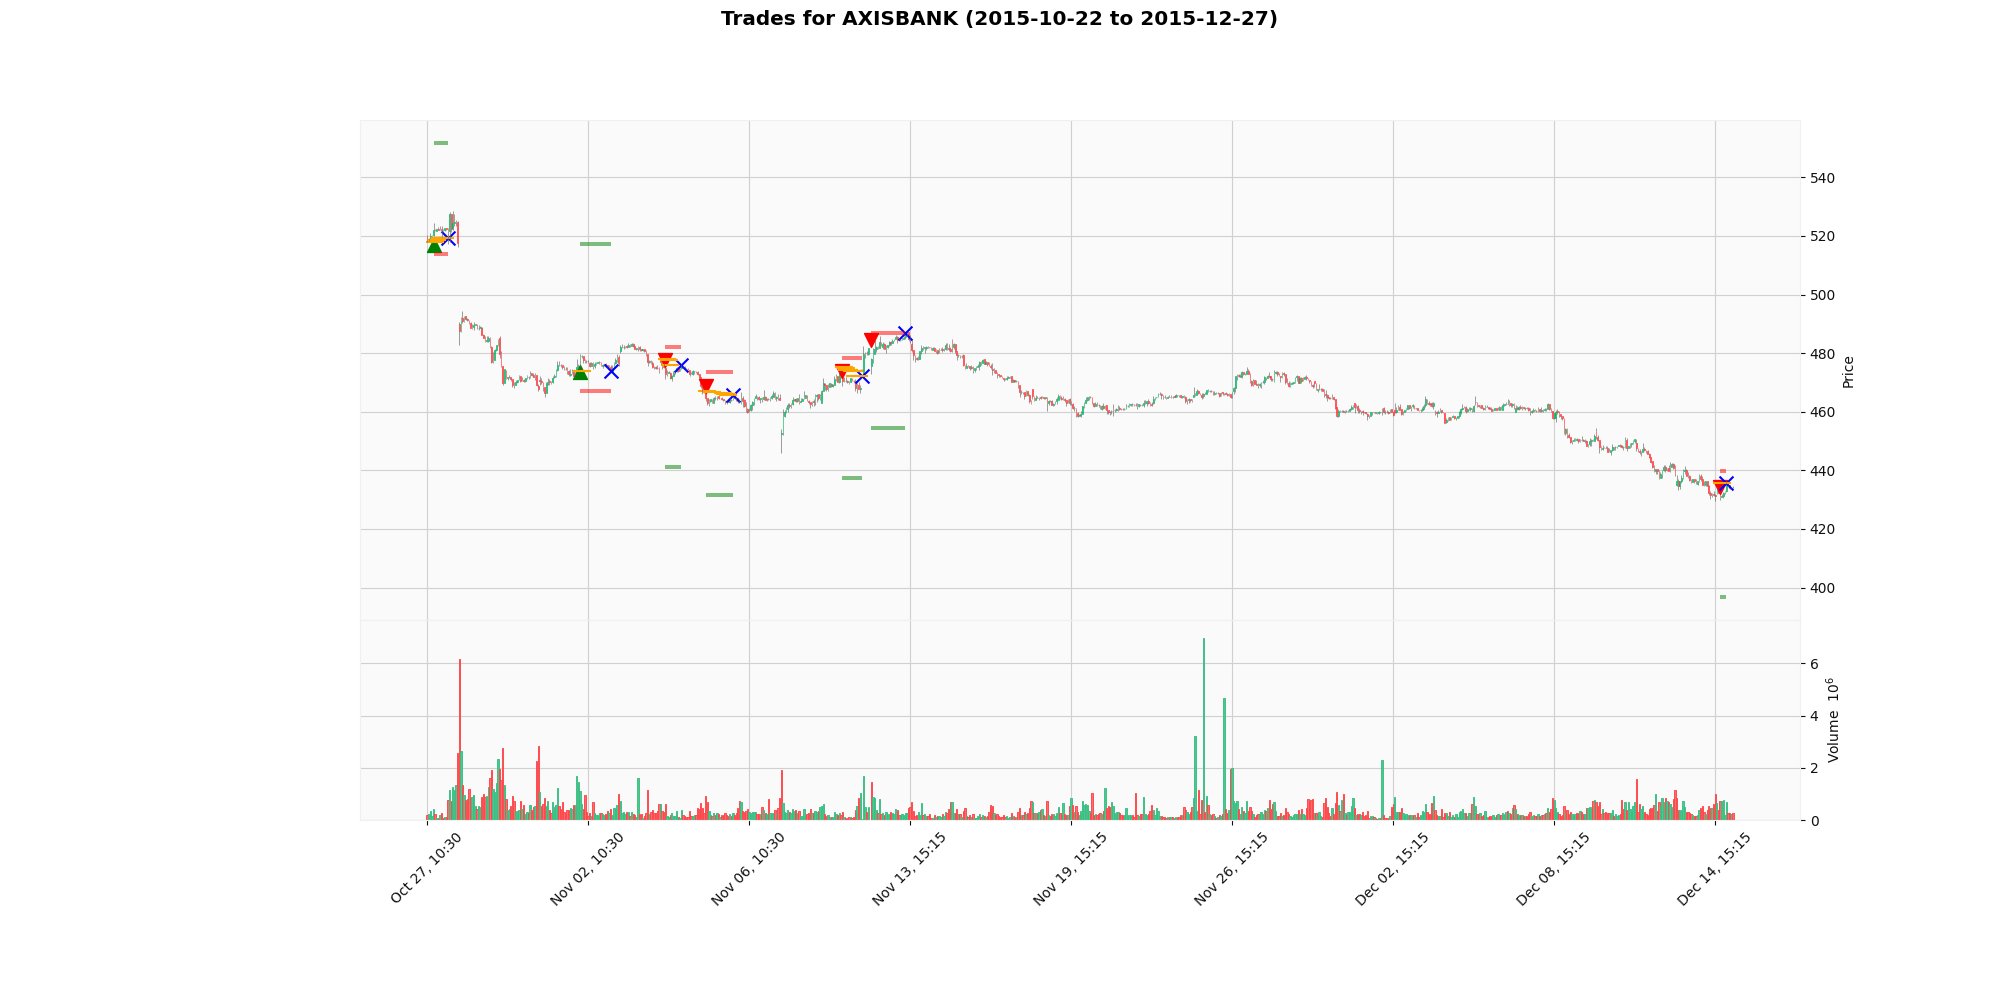 Trades for AXISBANK (2015-10-22 to 2015-12-27)
540
520
500
480
460
440
420
400
Price
6
4
2
0
Volume 10^6
Oct 27, 10:30
Nov 02, 10:30
Nov 06, 10:30
Nov 13, 15:15
Nov 19, 15:15
Nov 26, 15:15
Dec 02, 15:15
Dec 08, 15:15
Dec 14, 15:15